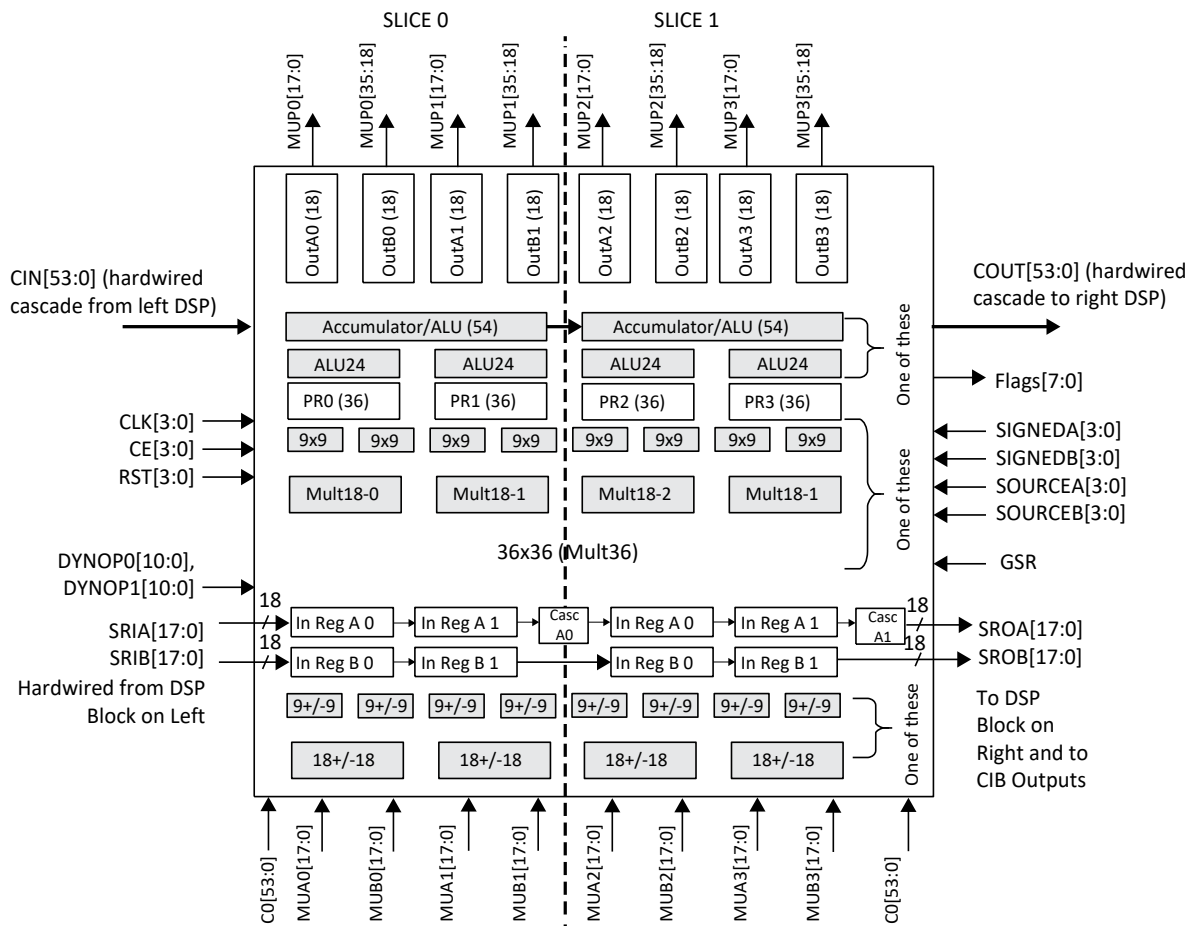 SLICE 0
SLICE 1
MUP0[17:0]
MUP0[35:18]
MUP1[17:0]
MUP1[35:18]
MUP2[17:0]
MUP2[35:18]
MUP3[17:0]
MUP3[35:18]
OutA0 (18)
OutB0 (18)
OutA1 (18)
OutB1 (18)
OutA2 (18)
OutB2 (18)
OutA3 (18)
OutB3 (18)
CIN[53:0] (hardwired
cascade from left DSP)
COUT[53:0] (hardwired
cascade to right DSP)
Accumulator/ALU (54)
Accumulator/ALU (54)
One of these
ALU24
ALU24
ALU24
ALU24
Flags[7:0]
PR0 (36)
PR1 (36)
PR2 (36)
PR3 (36)
CLK[3:0]
CE[3:0]
RST[3:0]
9x9
9x9
9x9
9x9
9x9
9x9
9x9
9x9
SIGNEDA[3:0]
SIGNEDB[3:0]
SOURCEA[3:0]
SOURCEB[3:0]
Mult18-0
Mult18-1
Mult18-2
Mult18-1
One of these
36x36 (Mult36)
GSR
DYNOP0[10:0],
DYNOP1[10:0]
18
SRIA[17:0]
18
SRIB[17:0]
Hardwired from DSP
Block on Left
In Reg A 0
In Reg A 1
Casc
A0
In Reg A 0
In Reg A 1
Casc
A1
18
SROA[17:0]
In Reg B 0
In Reg B 1
In Reg B 0
In Reg B 1
18
SROB[17:0]
9+/-9
9+/-9
9+/-9
9+/-9
9+/-9
9+/-9
9+/-9
9+/-9
18+/-18
18+/-18
18+/-18
18+/-18
One of these
To DSP
Block on
Right and to
CIB Outputs
C0[53:0]
MUA0[17:0]
MUB0[17:0]
MUA1[17:0]
MUB1[17:0]
MUA2[17:0]
MUB2[17:0]
MUA3[17:0]
MUB3[17:0]
C0[53:0]